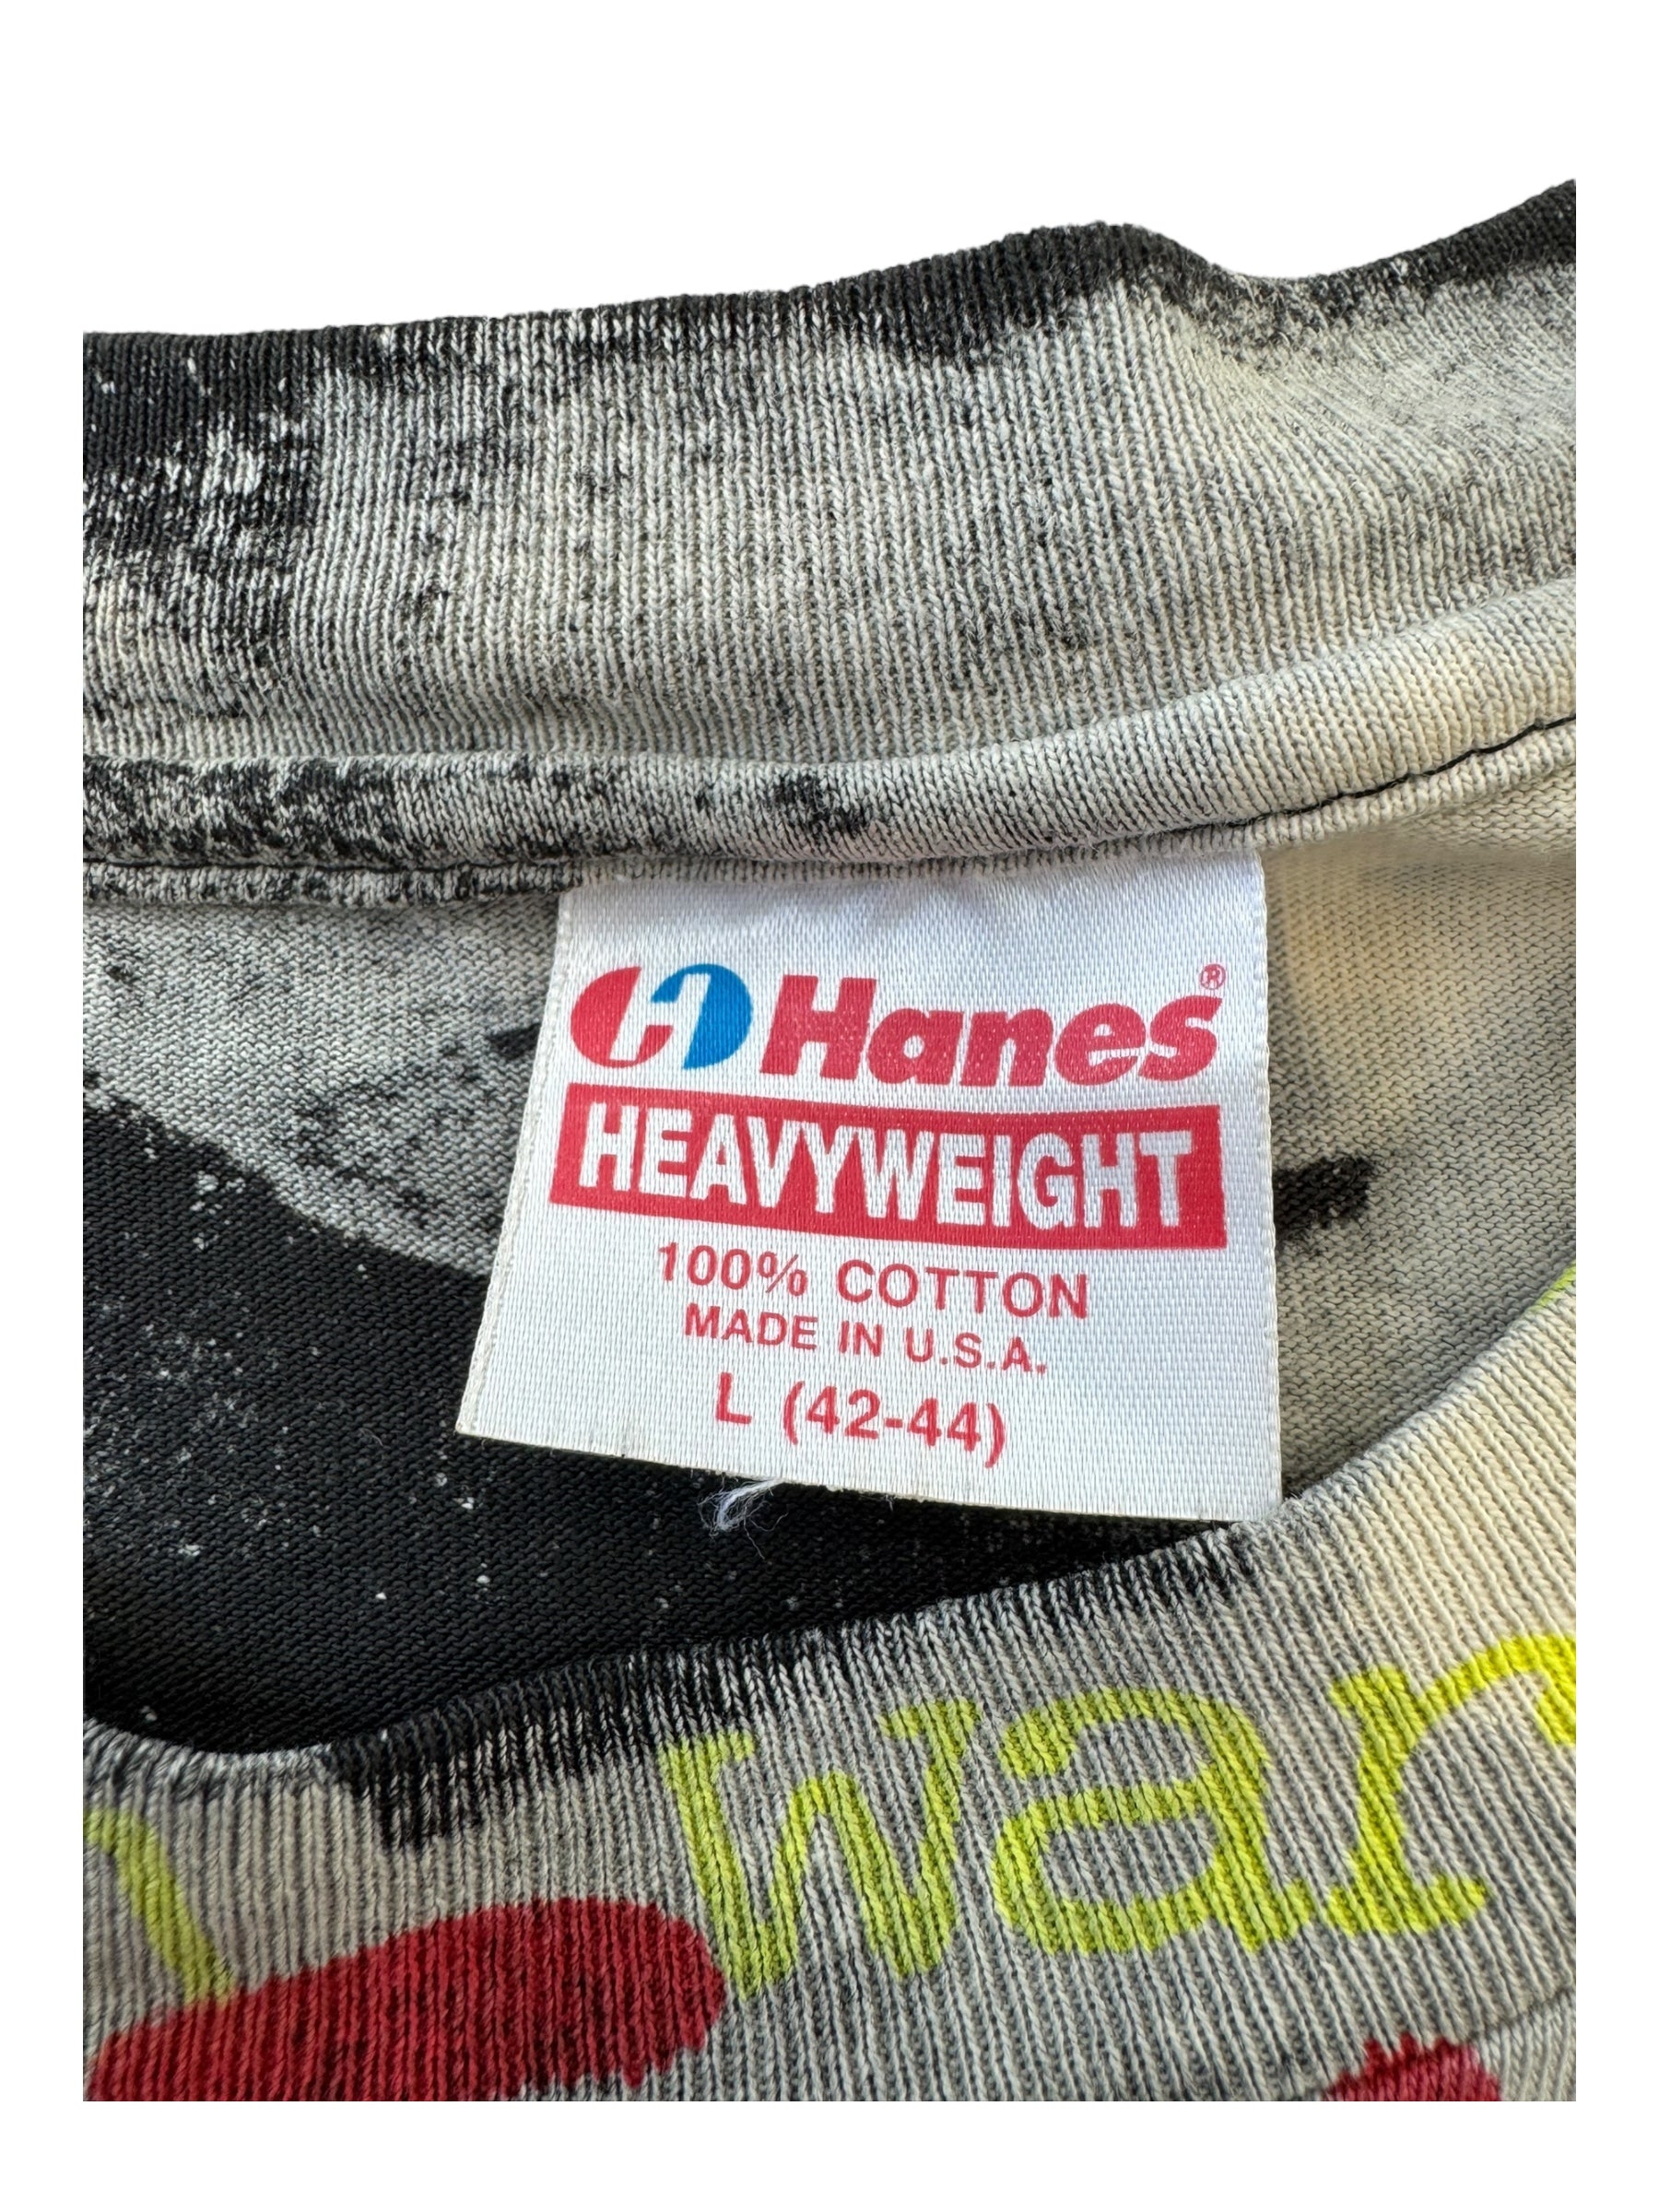 Hanes®
HEAVYWEIGHT
100% COTTON
MADE IN U.S.A.
L (42-44)
war